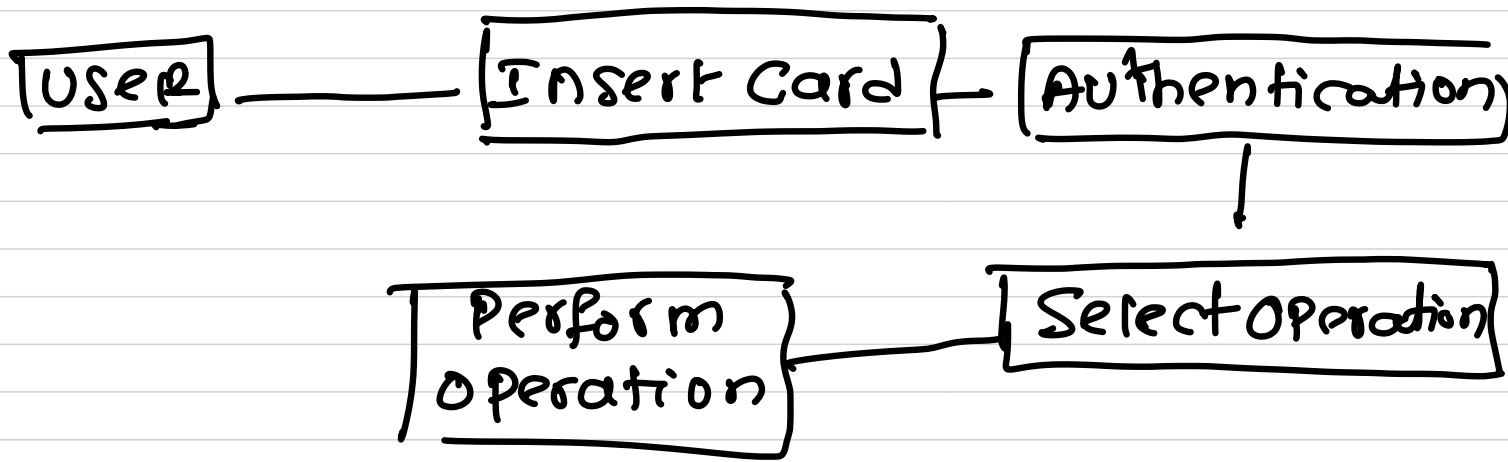 User
Insert Card
Authentication
Select Operation
Perform
operation